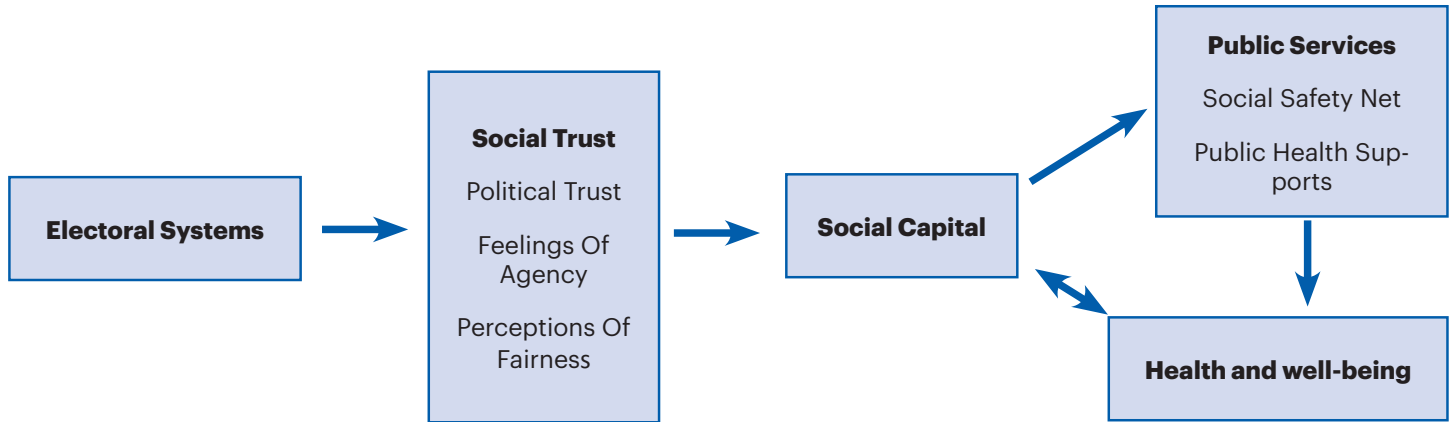 Electoral Systems
Social Trust
Political Trust
Feelings Of
Agency
Perceptions Of
Fairness
Social Capital
Public Services
Social Safety Net
Public Health Sup-
ports
Health and well-being